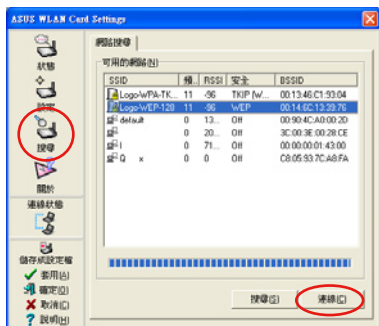 ASUS WLAN Card Settings
狀態
設定
搜尋
關於
連線狀態
儲存成設定檔
套用(A)
確定(O)
取消(C)
說明(H)
網路搜尋
可用的網路(N)
SSID 頻.. RSSI 安全 BSSID
Logo-WPA-TK... 11 -96 TKIP (W... 00:13:46:C1:93:04
Logo-WEP-128 11 -96 WEP 00:14:6C:13:39:76
default 0 13... Off 00:90:4C:A0:00:2D
0 20... Off 3C:00:3E:00:28:CE
I 0 71... Off 00:00:00:01:43:00
Q x 0 0 Off C8:05:93:7C:A8:FA
搜尋(S)
連線(C)